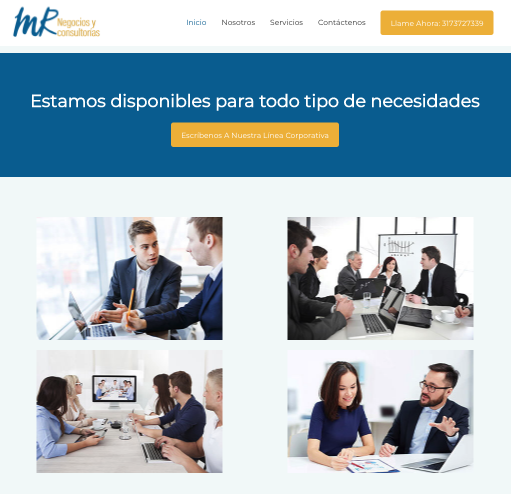 MR Negocios y
consultorias
Inicio Nosotros Servicios Contáctenos Llame Ahora: 3173727339
Estamos disponibles para todo tipo de necesidades
Escríbenos A Nuestra Línea Corporativa